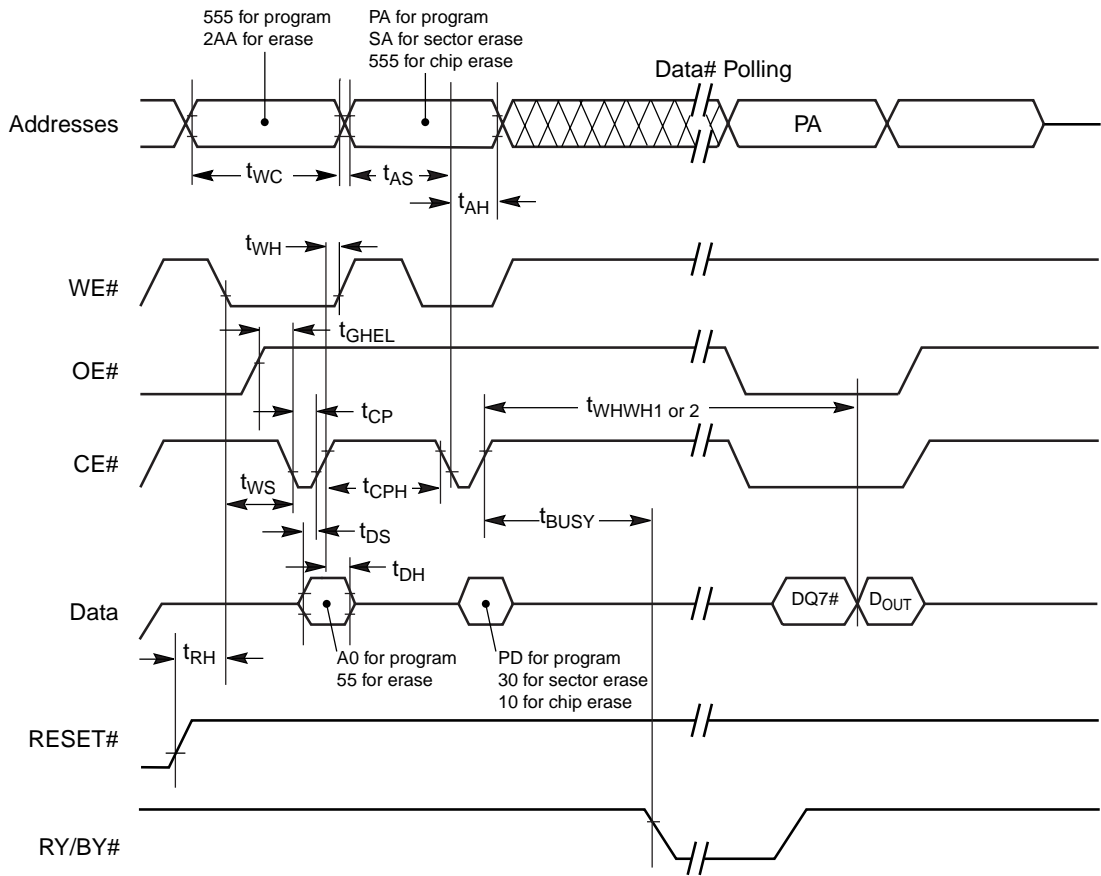 555 for program
2AA for erase
PA for program
SA for sector erase
555 for chip erase
Data# Polling
Addresses
PA
tWC
tAS
tAH
tWH
WE#
tGHEL
OE#
tCP
tWHWH1 or 2
CE#
tWS
tCPH
tBUSY
tDS
tDH
Data
DQ7#
DOUT
tRH
A0 for program
55 for erase
PD for program
30 for sector erase
10 for chip erase
RESET#
RY/BY#